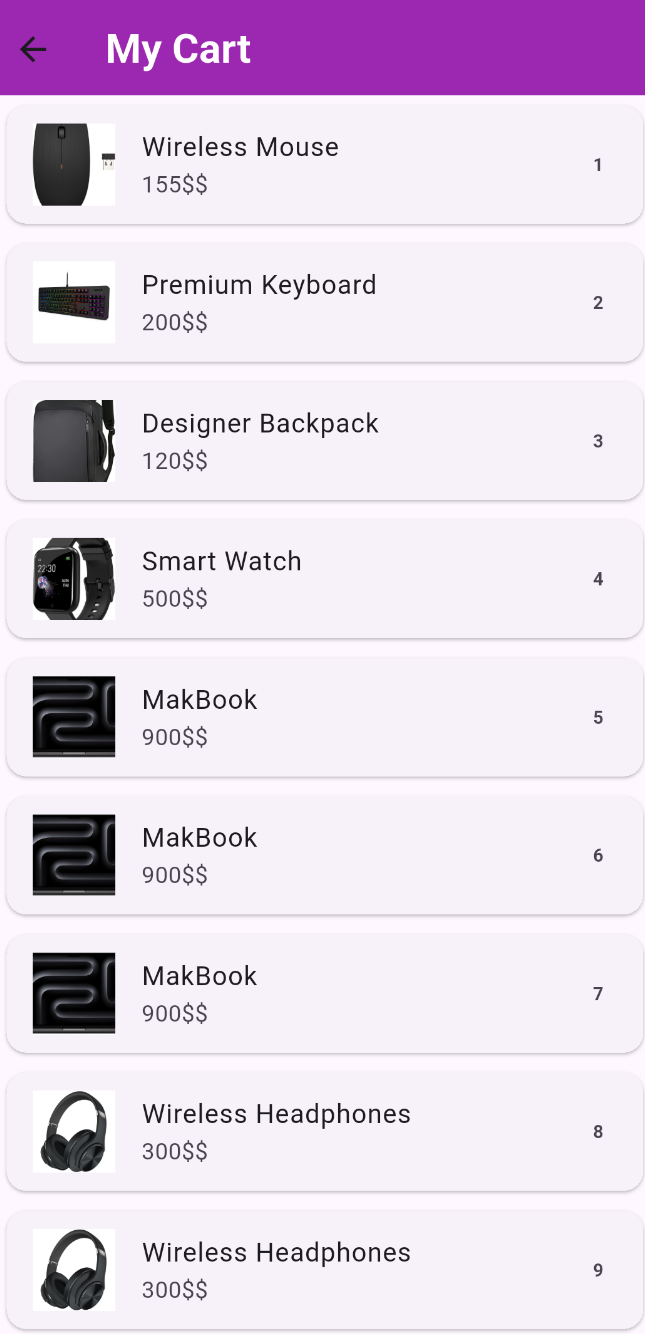 My Cart
Wireless Mouse
155$$
1
Premium Keyboard
200$$
2
Designer Backpack
120$$
3
Smart Watch
500$$
4
22:30
MakBook
900$$
5
MakBook
900$$
6
MakBook
900$$
7
Wireless Headphones
300$$
8
Wireless Headphones
300$$
9